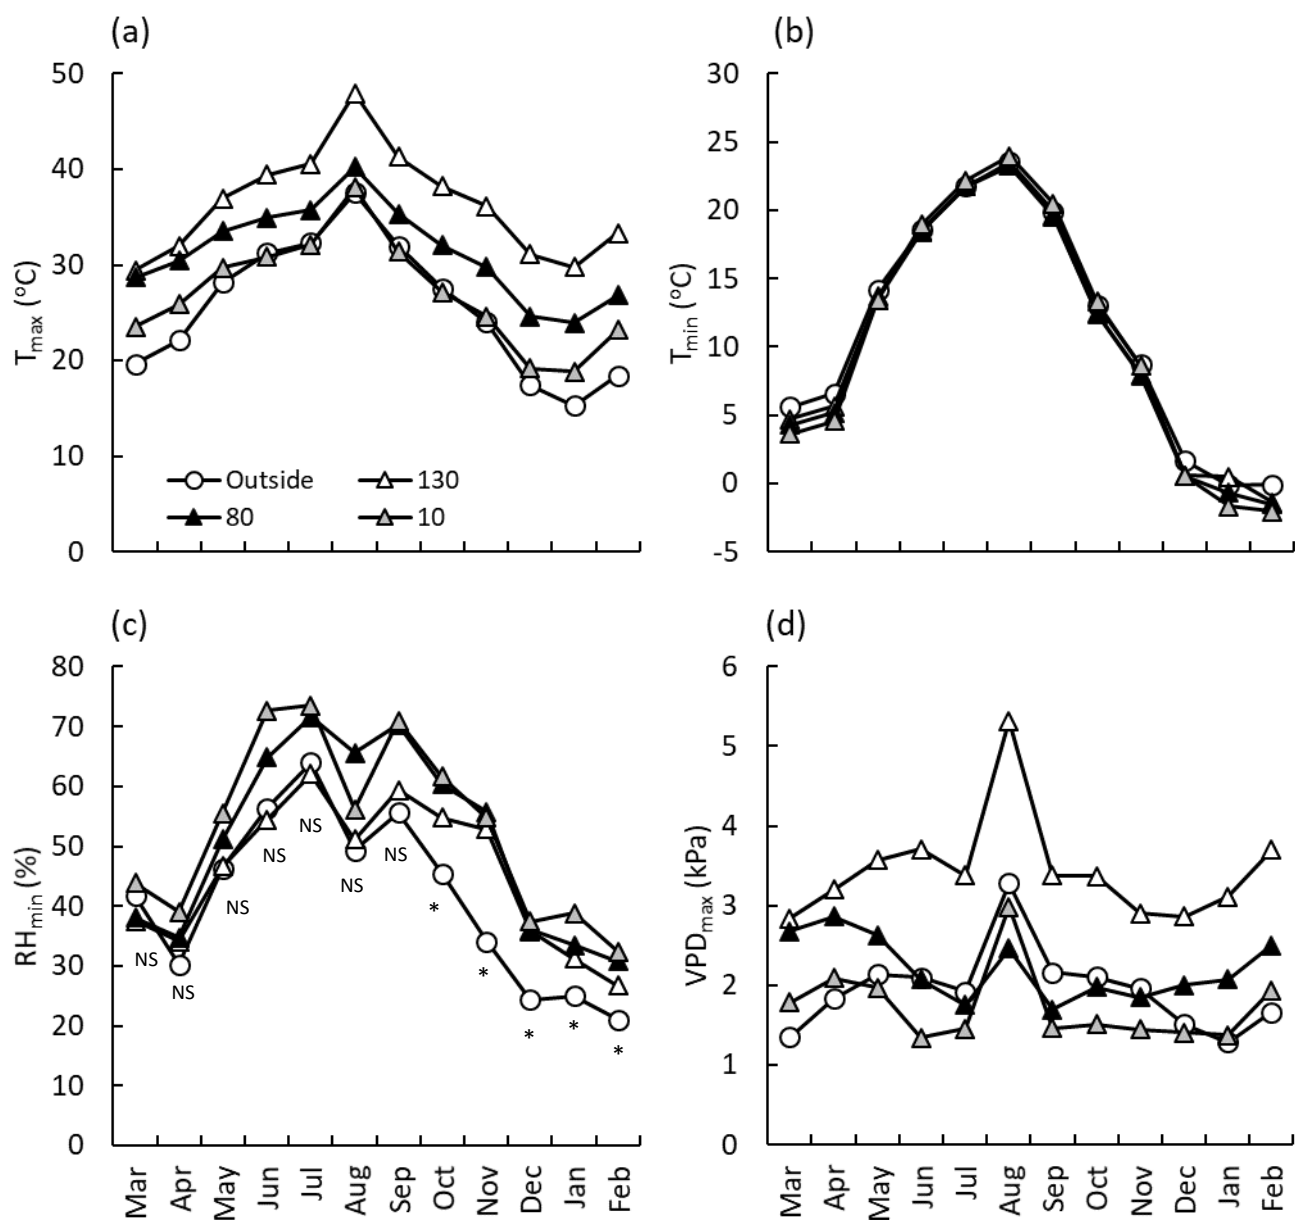 (a)
50
40
30
20
10
0
Tmax (°C)
Outside
130
80
10
(b)
30
25
20
15
10
5
0
-5
Tmin (°C)
(c)
80
70
60
50
40
30
20
10
0
RHmin (%)
NS
NS
NS
NS
NS
NS
NS
*
*
*
*
*
Mar
Apr
May
Jun
Jul
Aug
Sep
Oct
Nov
Dec
Jan
Feb
(d)
6
5
4
3
2
1
0
VPDmax (kPa)
Mar
Apr
May
Jun
Jul
Aug
Sep
Oct
Nov
Dec
Jan
Feb